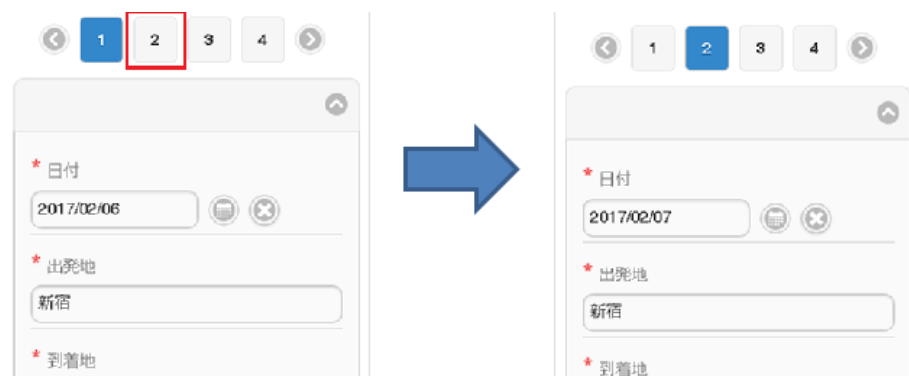 1 2 3 4
* 日付
2017/02/06
* 出発地
新宿
* 到着地
1 2 3 4
* 日付
2017/02/07
* 出発地
新宿
* 到着地